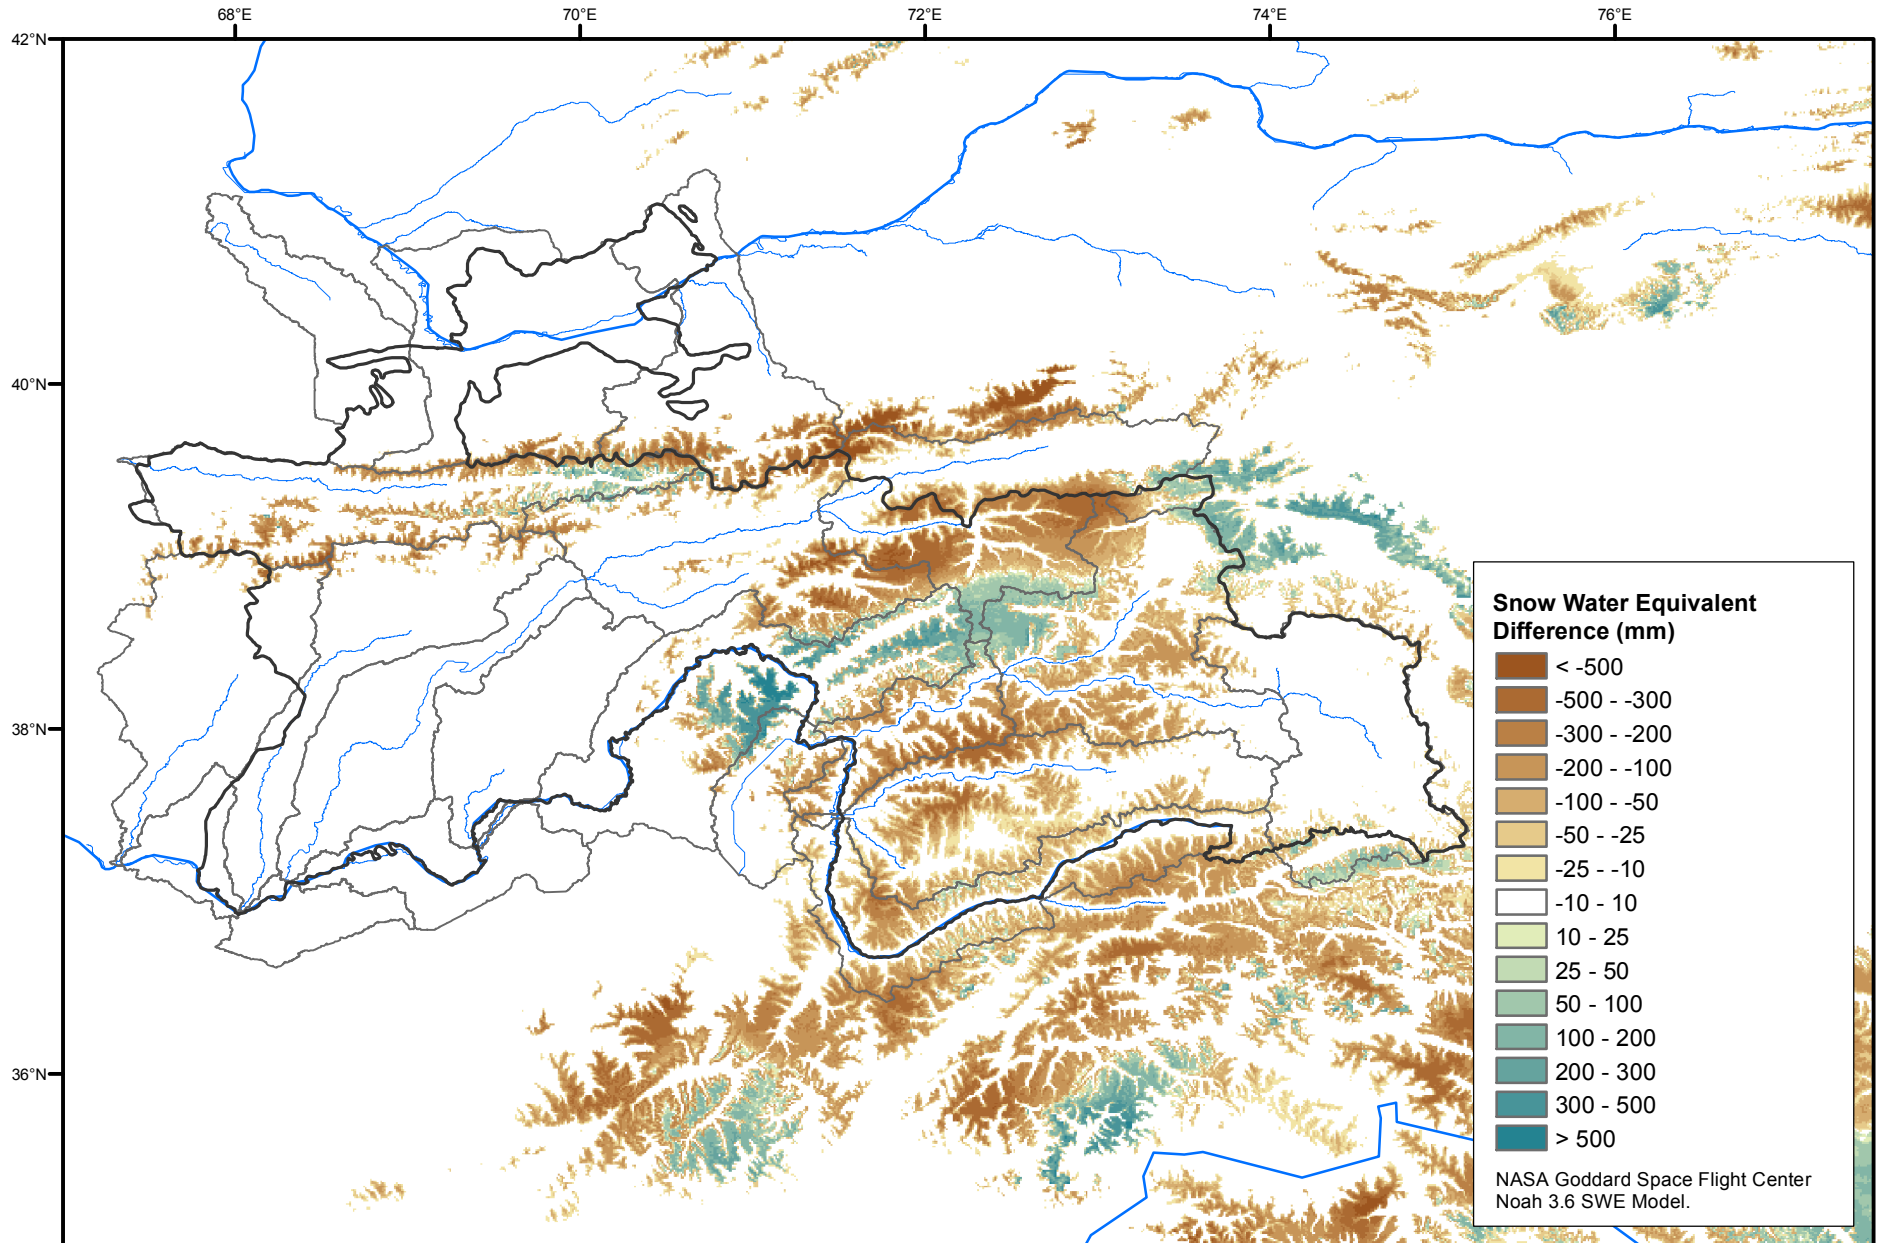 68°E
70°E
72°E
74°E
76°E
42°N
40°N
38°N
36°N
Snow Water Equivalent
Difference (mm)
< -500
-500 - -300
-300 - -200
-200 - -100
-100 - -50
-50 - -25
-25 - -10
-10 - 10
10 - 25
25 - 50
50 - 100
100 - 200
200 - 300
300 - 500
> 500
NASA Goddard Space Flight Center
Noah 3.6 SWE Model.